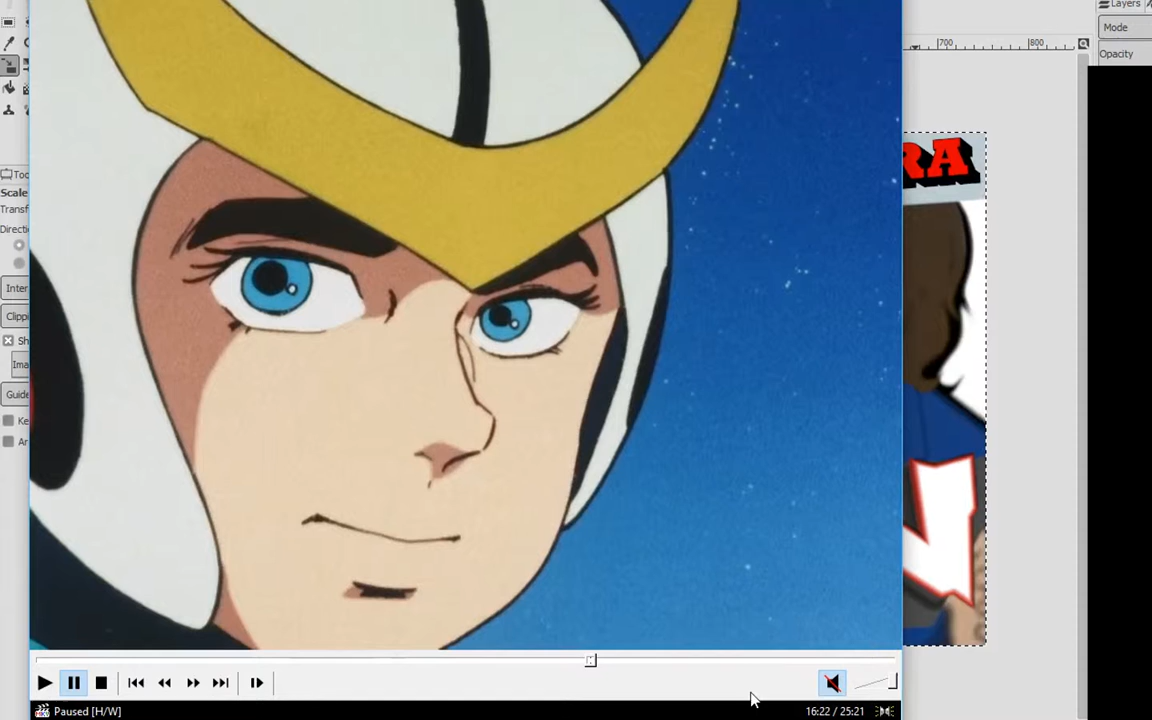 Layers
Mode
Opacity
700
800
Too
Scale
Transf
Directi
Inter
Clippi
Sh
Ima
Guide
Ke
Ar
RA
N
Paused [H/W]
16:22 / 25:21